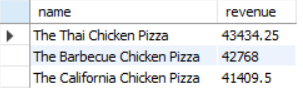 name revenue
The Thai Chicken Pizza 43434.25
The Barbecue Chicken Pizza 42768
The California Chicken Pizza 41409.5